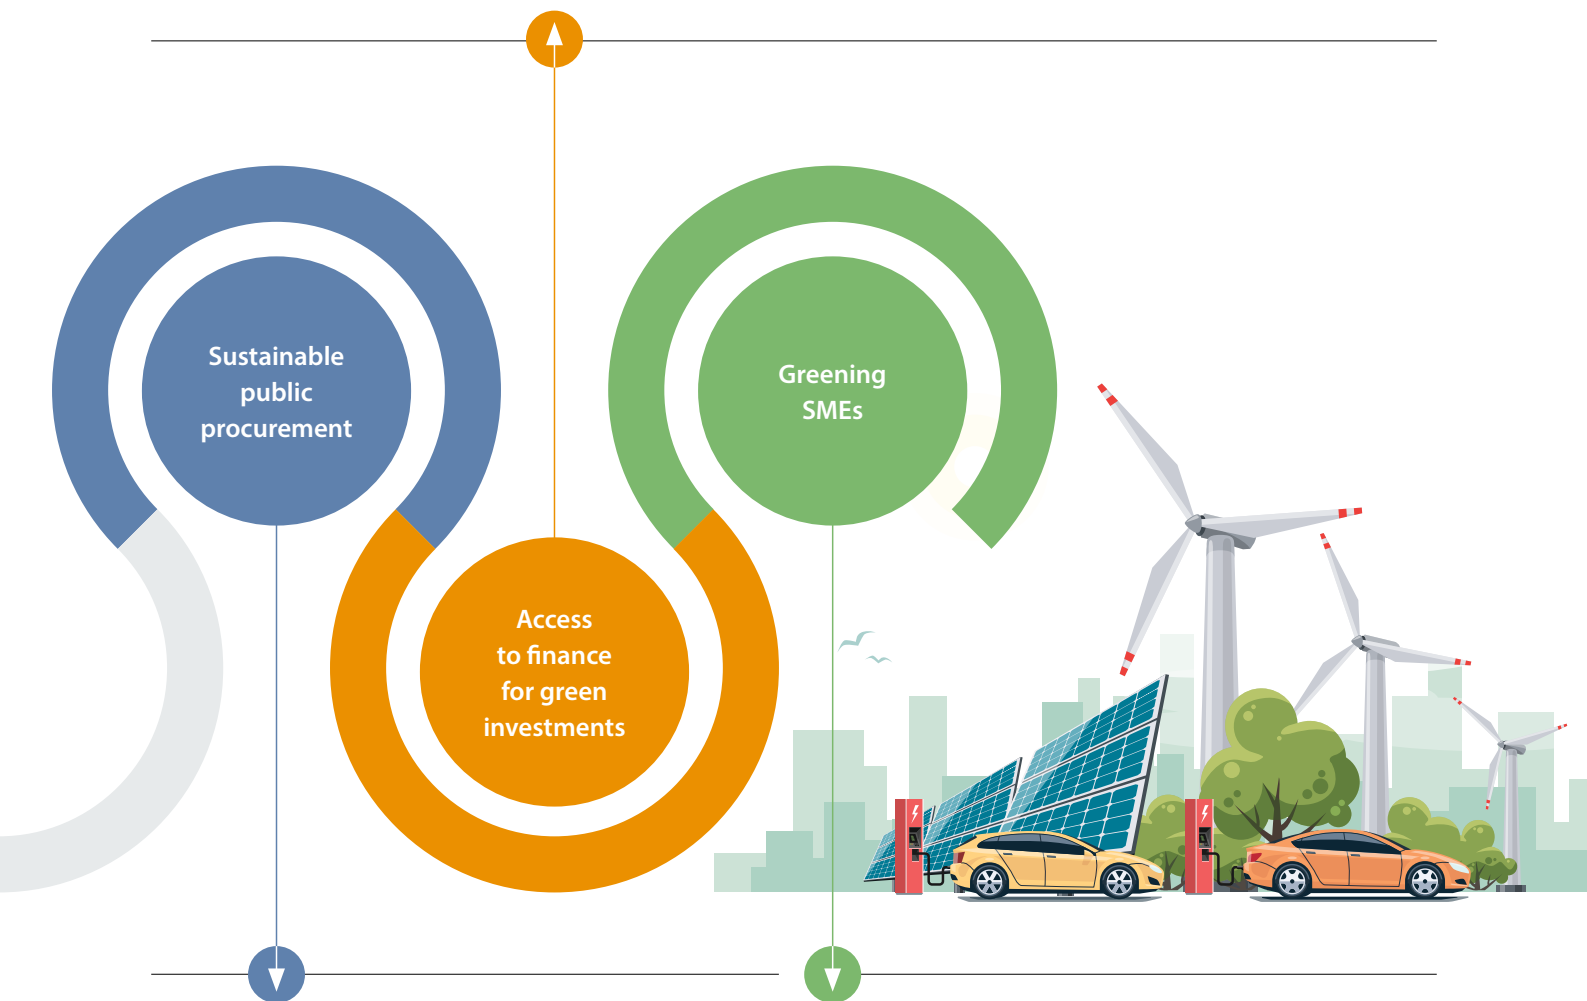 Sustainable
public
procurement
Access
to finance
for green
investments
Greening
SMEs